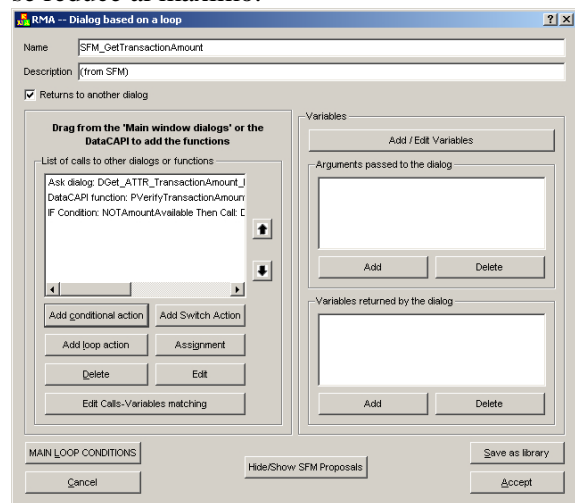 se reduce al máximo.
RMA -- Dialog based on a loop
Name
SFM_GetTransactionAmount
Description
(from SFM)
Returns to another dialog
Drag from the 'Main window dialogs' or the
DataCAPI to add the functions
List of calls to other dialogs or functions
Ask dialog: DGet_ATTR_TransactionAmount_
DataCAPI function: PVerifyTransactionAmoun
IF Condition: NOTAmountAvailable Then Call:
Add conditional action
Add Switch Action
Add loop action
Assignment
Delete
Edit
Edit Calls-Variables matching
Variables
Add / Edit Variables
Arguments passed to the dialog
Add
Delete
Variables returned by the dialog
Add
Delete
MAIN LOOP CONDITIONS
Cancel
Hide/Show SFM Proposals
Save as library
Accept